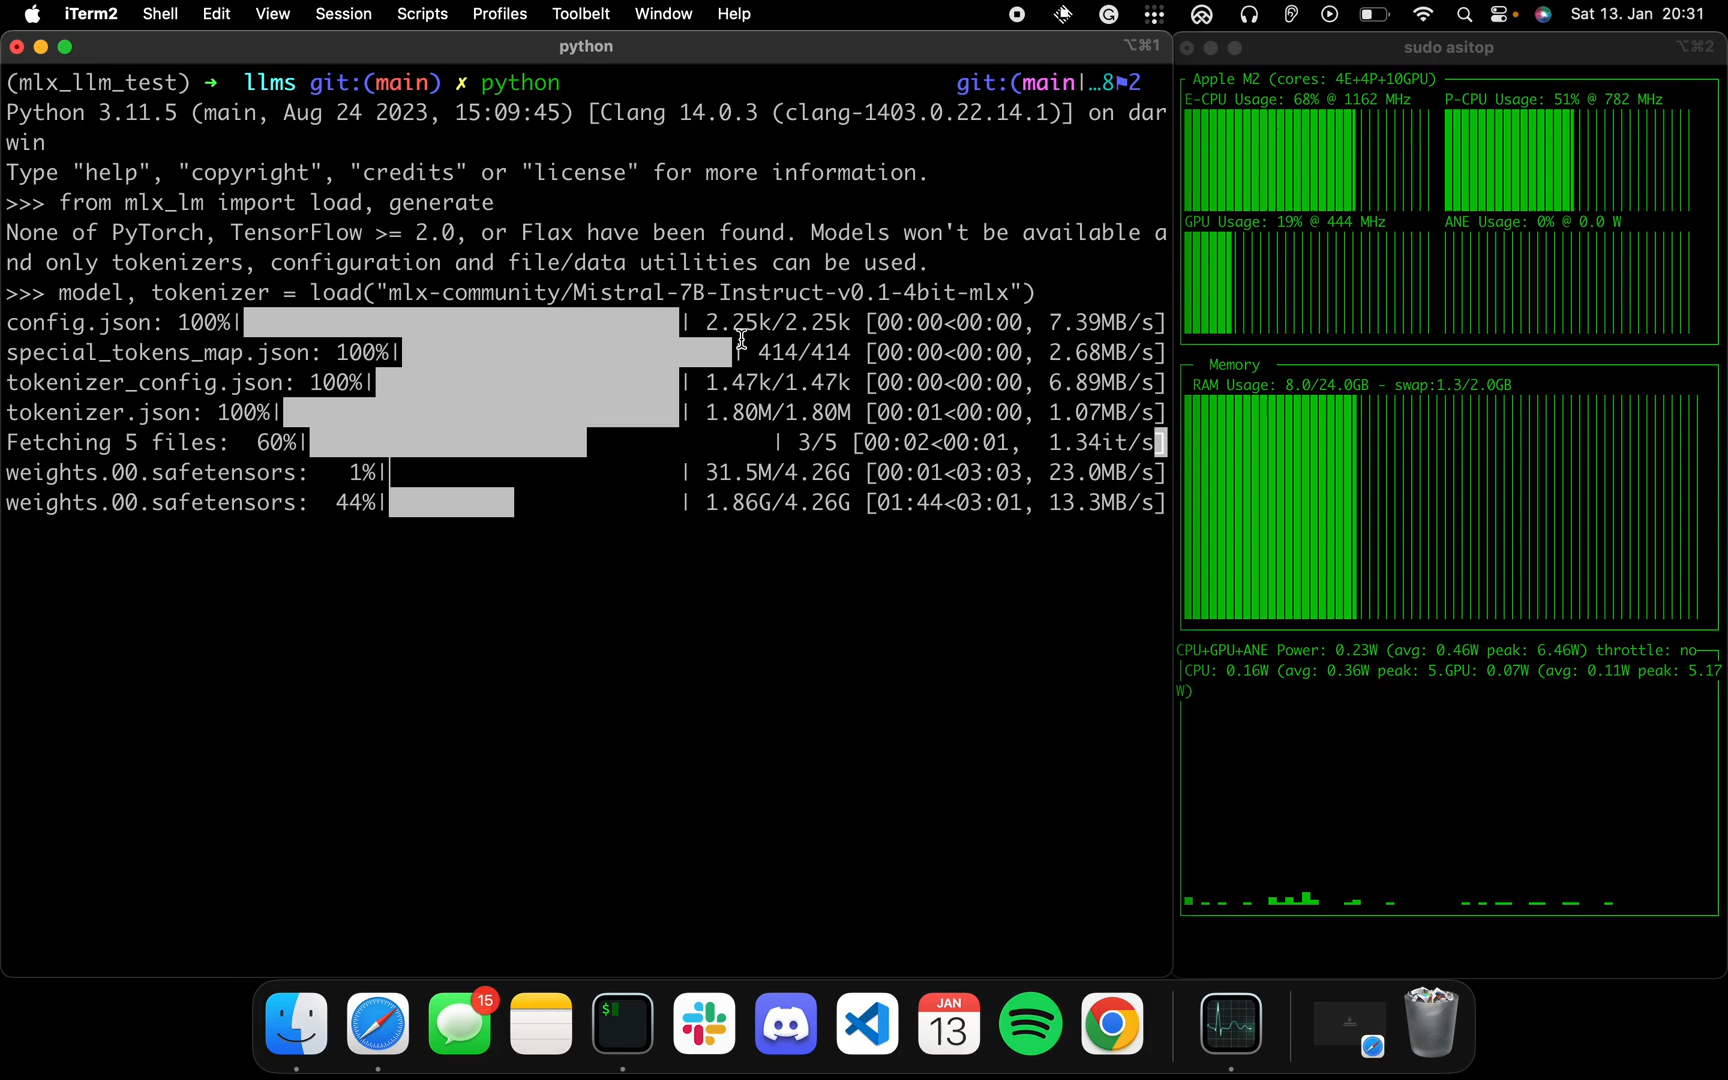 iTerm2 Shell Edit View Session Scripts Profiles Toolbelt Window Help Sat 13. Jan 20:31
python ⌥⌘1
(mlx_llm_test) → llms git:(main) ✗ python git:(main|…8⚑2
Python 3.11.5 (main, Aug 24 2023, 15:09:45) [Clang 14.0.3 (clang-1403.0.22.14.1)] on dar
win
Type "help", "copyright", "credits" or "license" for more information.
>>> from mlx_lm import load, generate
None of PyTorch, TensorFlow >= 2.0, or Flax have been found. Models won't be available a
nd only tokenizers, configuration and file/data utilities can be used.
>>> model, tokenizer = load("mlx-community/Mistral-7B-Instruct-v0.1-4bit-mlx")
config.json: 100%| | 2.25k/2.25k [00:00<00:00, 7.39MB/s]
special_tokens_map.json: 100%| | 414/414 [00:00<00:00, 2.68MB/s]
tokenizer_config.json: 100%| | 1.47k/1.47k [00:00<00:00, 6.89MB/s]
tokenizer.json: 100%| | 1.80M/1.80M [00:01<00:00, 1.07MB/s]
Fetching 5 files: 60%| | 3/5 [00:02<00:01, 1.34it/s]
weights.00.safetensors: 1%| | 31.5M/4.26G [00:01<03:03, 23.0MB/s]
weights.00.safetensors: 44%| | 1.86G/4.26G [01:44<03:01, 13.3MB/s]
sudo asitop ⌥⌘2
Apple M2 (cores: 4E+4P+10GPU)
E-CPU Usage: 68% @ 1162 MHz P-CPU Usage: 51% @ 782 MHz
GPU Usage: 19% @ 444 MHz ANE Usage: 0% @ 0.0 W
Memory
RAM Usage: 8.0/24.0GB - swap:1.3/2.0GB
CPU+GPU+ANE Power: 0.23W (avg: 0.46W peak: 6.46W) throttle: no
CPU: 0.16W (avg: 0.36W peak: 5.GPU: 0.07W (avg: 0.11W peak: 5.17
W)
15
$
JAN
13